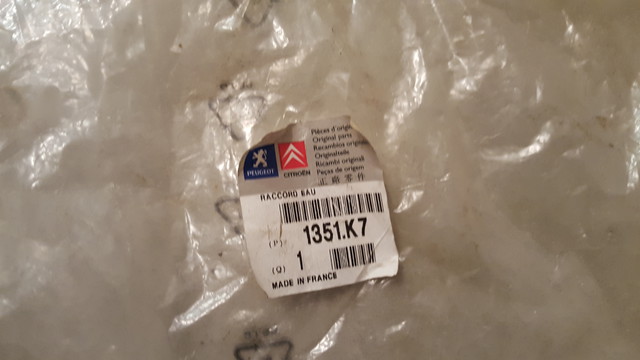 Pièces d'origine
Original parts
Recambios originales
Originalteile
Ricambi originali
Peças de origem
PEUGEOT
CITROËN
RACCORD EAU
(P) 1351.K7
(Q) 1
MADE IN FRANCE